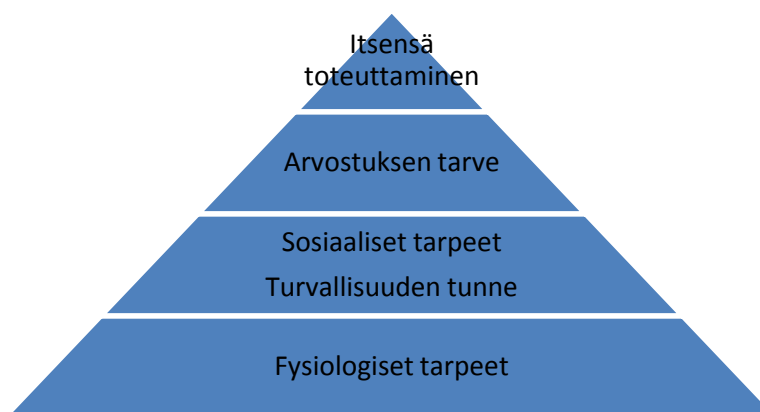 Itsensä
toteuttaminen
Arvostuksen tarve
Sosiaaliset tarpeet
Turvallisuuden tunne
Fysiologiset tarpeet